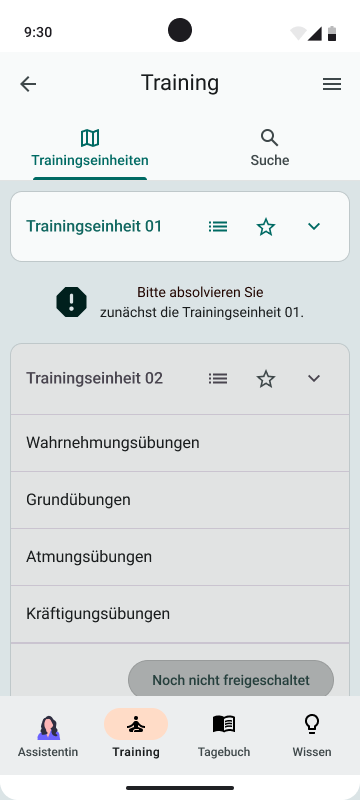 9:30
Training
Trainingseinheiten
Suche
Trainingseinheit 01
Bitte absolvieren Sie
zunächst die Trainingseinheit 01.
Trainingseinheit 02
Wahrnehmungsübungen
Grundübungen
Atmungsübungen
Kräftigungsübungen
Noch nicht freigeschaltet
Assistentin
Training
Tagebuch
Wissen